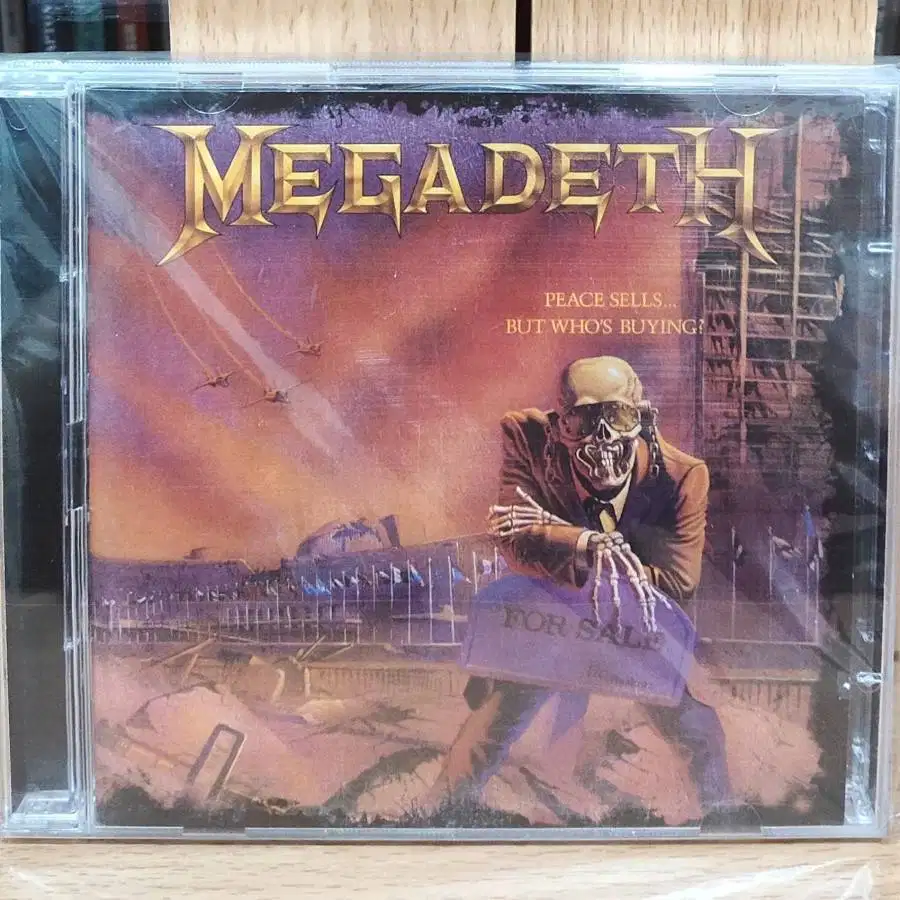 MEGADETH
PEACE SELLS...
BUT WHO'S BUYING?
FOR SALE